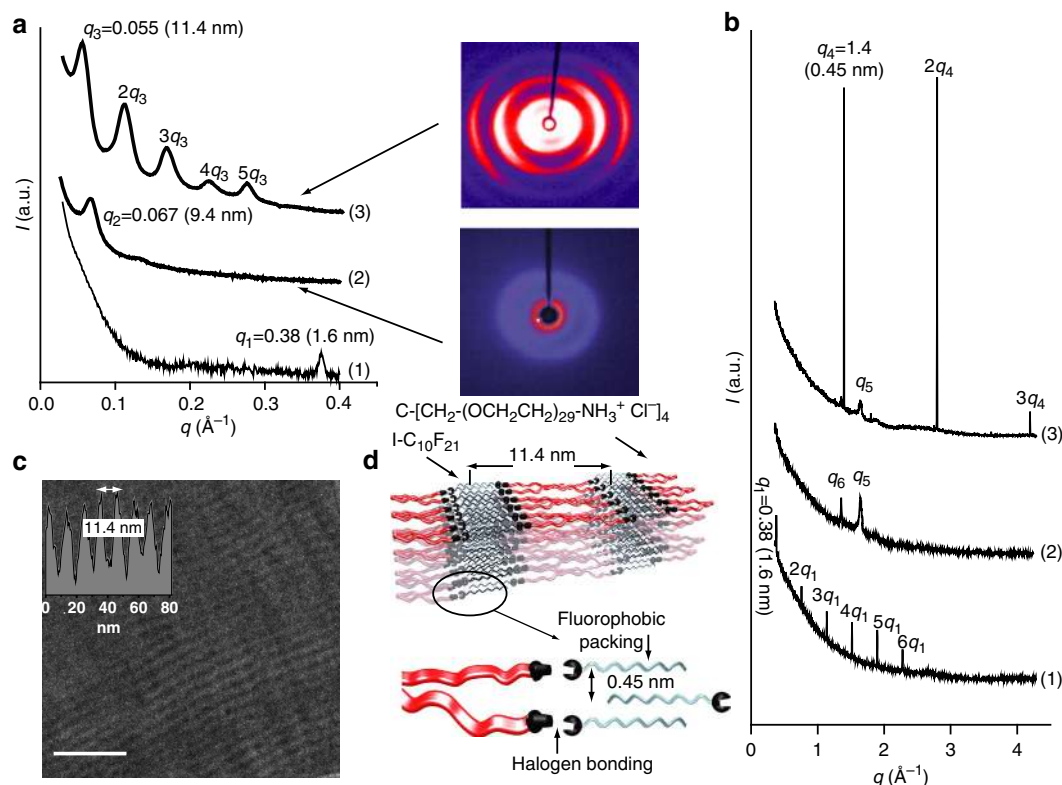 a
q₃=0.055 (11.4 nm)
2q₃
3q₃
4q₃
5q₃
(3)
q₂=0.067 (9.4 nm)
(2)
q₁=0.38 (1.6 nm)
(1)
I (a.u.)
0.0 0.1 0.2 0.3 0.4
q (Å⁻¹)
b
q₄=1.4
(0.45 nm)
2q₄
3q₄
q₅
(3)
q₆
q₅
(2)
q₁=0.38 (1.6 nm)
2q₁
3q₁
4q₁
5q₁
6q₁
(1)
I (a.u.)
0 1 2 3 4
q (Å⁻¹)
c
11.4 nm
0 20 40 60 80
nm
d
C-[CH₂-(OCH₂CH₂)₂₉-NH₃⁺ Cl⁻]₄
I-C₁₀F₂₁
11.4 nm
Fluorophobic
packing
0.45 nm
Halogen bonding